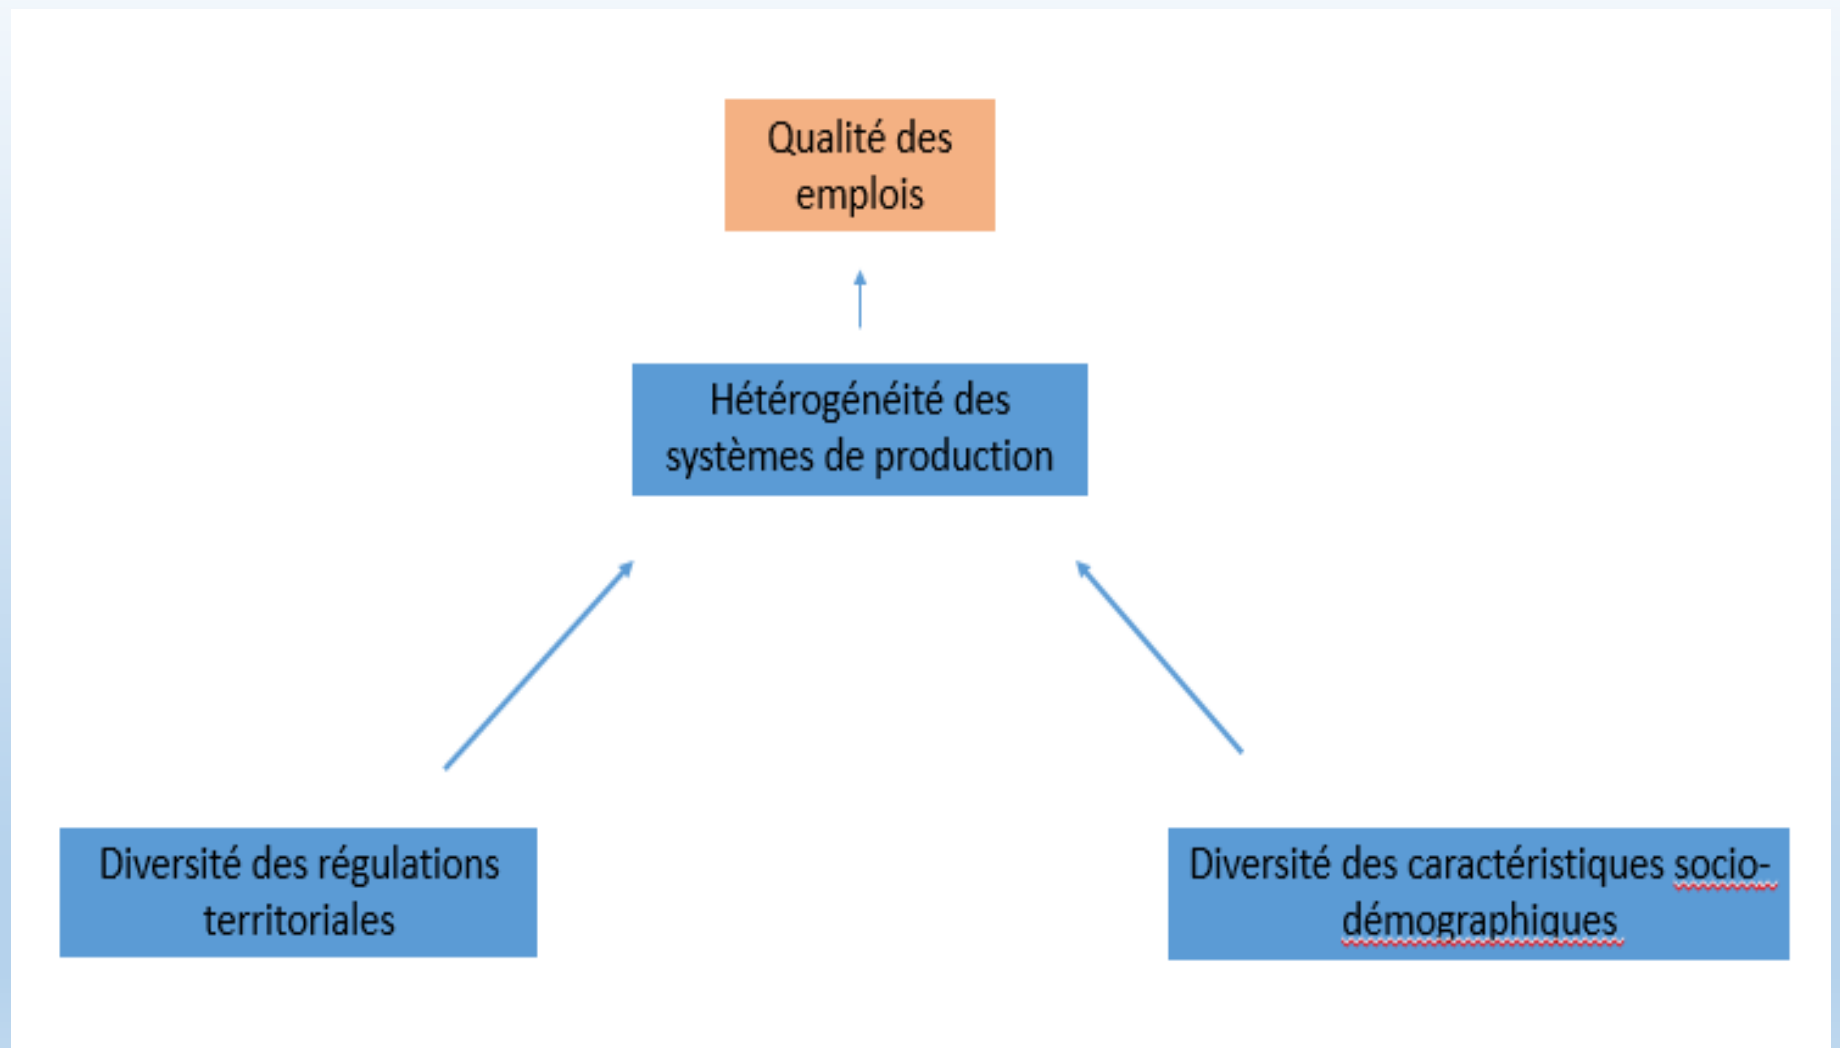 Qualité des
emplois
Hétérogénéité des
systèmes de production
Diversité des régulations
territoriales
Diversité des caractéristiques socio-
démographiques